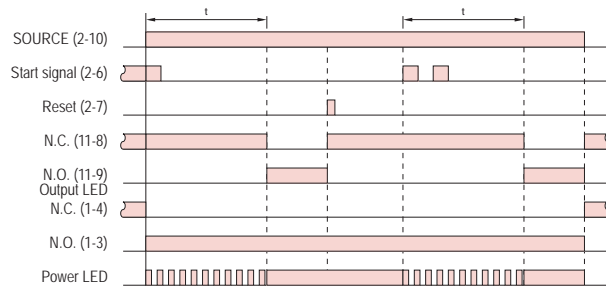 t
t
SOURCE (2-10)
Start signal (2-6)
Reset (2-7)
N.C. (11-8)
N.O. (11-9)
Output LED
N.C. (1-4)
N.O. (1-3)
Power LED